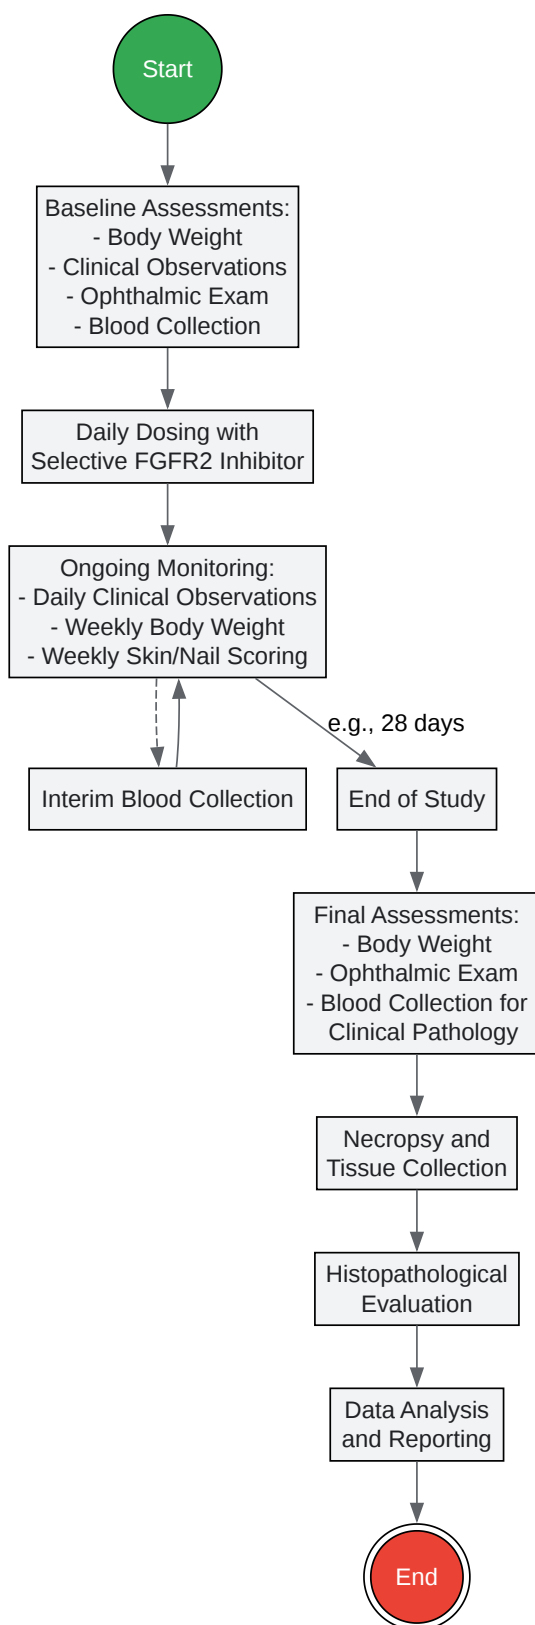 Start
Baseline Assessments:
- Body Weight
- Clinical Observations
- Ophthalmic Exam
- Blood Collection
Daily Dosing with
Selective FGFR2 Inhibitor
Ongoing Monitoring:
- Daily Clinical Observations
- Weekly Body Weight
- Weekly Skin/Nail Scoring
e.g., 28 days
Interim Blood Collection
End of Study
Final Assessments:
- Body Weight
- Ophthalmic Exam
- Blood Collection for
Clinical Pathology
Necropsy and
Tissue Collection
Histopathological
Evaluation
Data Analysis
and Reporting
End